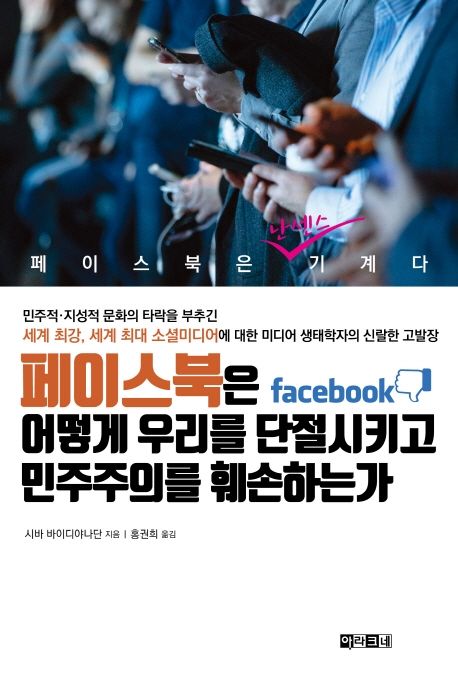 난센스
페이스북은 기계다
민주적·지성적 문화의 타락을 부추긴
세계 최강, 세계 최대 소셜미디어에 대한 미디어 생태학자의 신랄한 고발장
페이스북은 facebook
어떻게 우리를 단절시키고
민주주의를 훼손하는가
시바 바이디야나단 지음 | 홍권희 옮김
아라크네